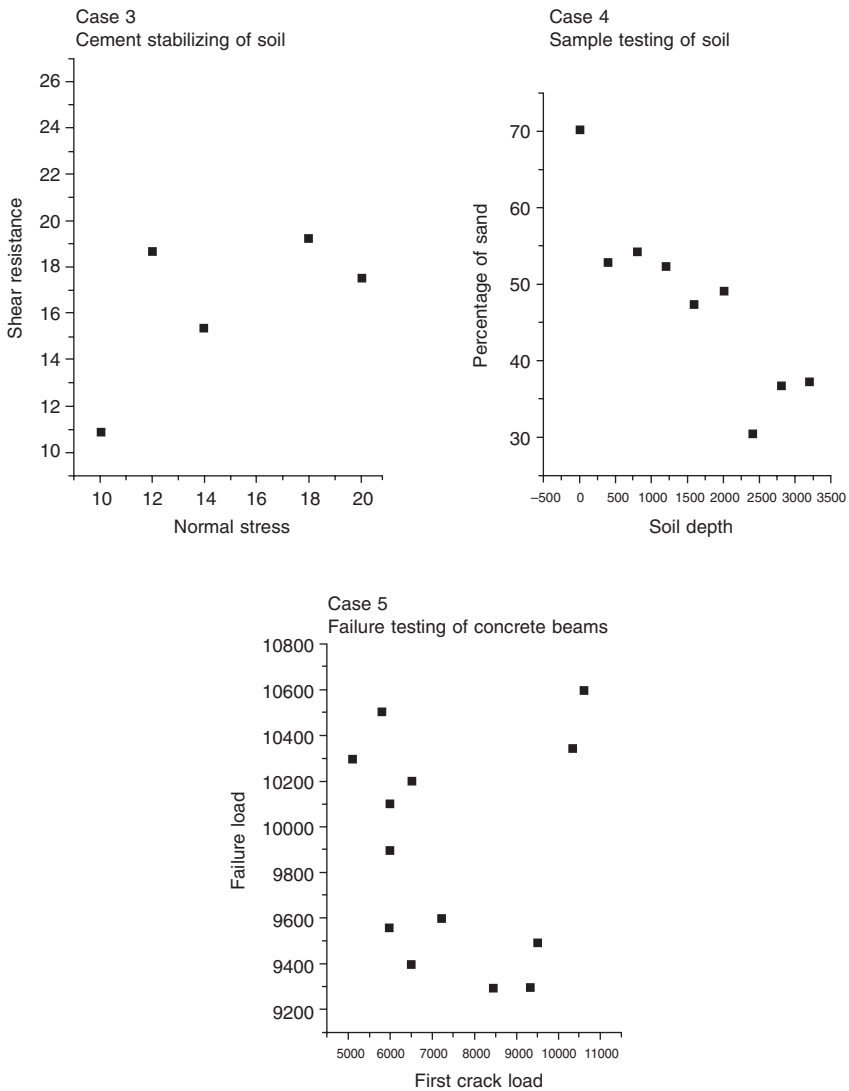 Case 3
Cement stabilizing of soil
26
24
22
20
18
16
14
12
10
Shear resistance
10 12 14 16 18 20
Normal stress
Case 4
Sample testing of soil
70
60
50
40
30
Percentage of sand
–500 0 500 1000 1500 2000 2500 3000 3500
Soil depth
Case 5
Failure testing of concrete beams
10800
10600
10400
10200
10000
9800
9600
9400
9200
Failure load
5000 6000 7000 8000 9000 10000 11000
First crack load